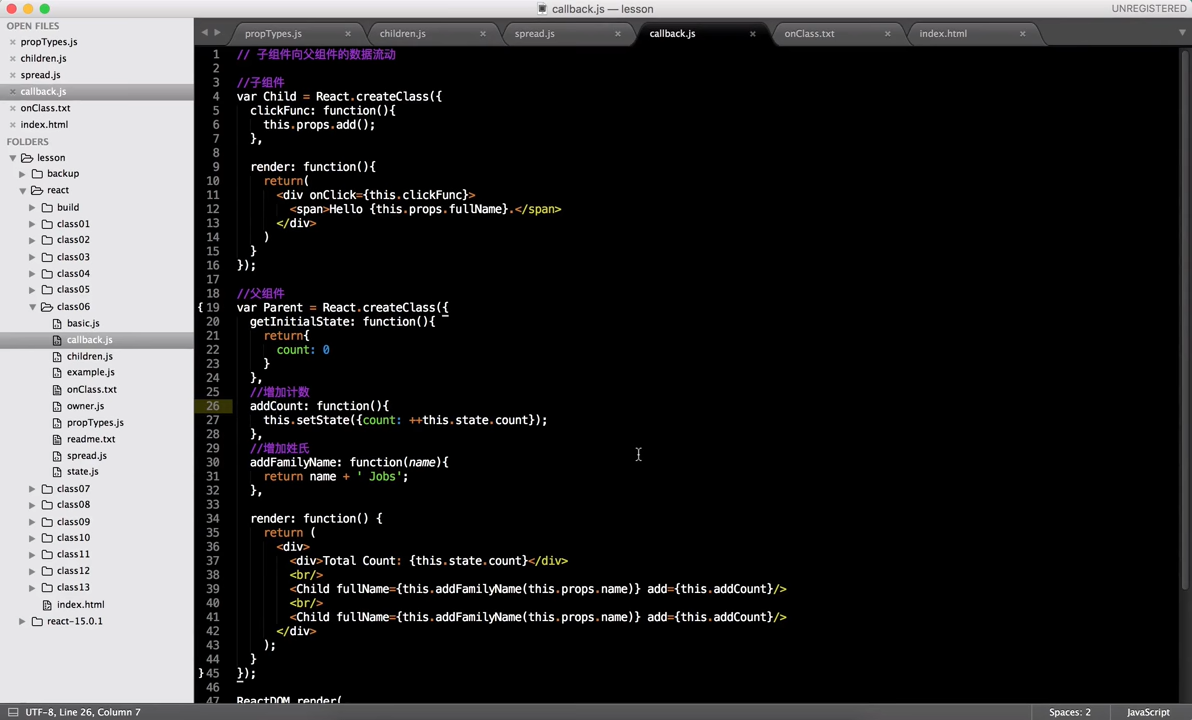 callback.js — lesson
UNREGISTERED
OPEN FILES
propTypes.js
children.js
spread.js
callback.js
onClass.txt
index.html
FOLDERS
lesson
backup
react
build
class01
class02
class03
class04
class05
class06
basic.js
callback.js
children.js
example.js
onClass.txt
owner.js
propTypes.js
readme.txt
spread.js
state.js
class07
class08
class09
class10
class11
class12
class13
index.html
react-15.0.1
propTypes.js
children.js
spread.js
callback.js
onClass.txt
index.html
1 // 子组件向父组件的数据流动
2
3 //子组件
4 var Child = React.createClass({
5 clickFunc: function(){
6 this.props.add();
7 },
8
9 render: function(){
10 return(
11 <div onClick={this.clickFunc}>
12 <span>Hello {this.props.fullName}.</span>
13 </div>
14 )
15 }
16 });
17
18 //父组件
19 var Parent = React.createClass({
20 getInitialState: function(){
21 return{
22 count: 0
23 }
24 },
25 //增加计数
26 addCount: function(){
27 this.setState({count: ++this.state.count});
28 },
29 //增加姓氏
30 addFamilyName: function(name){
31 return name + ' Jobs';
32 },
33
34 render: function() {
35 return (
36 <div>
37 <div>Total Count: {this.state.count}</div>
38 <br/>
39 <Child fullName={this.addFamilyName(this.props.name)} add={this.addCount}/>
40 <br/>
41 <Child fullName={this.addFamilyName(this.props.name)} add={this.addCount}/>
42 </div>
43 );
44 }
45 });
46
47 ReactDOM.render(
UTF-8, Line 26, Column 7
Spaces: 2
JavaScript